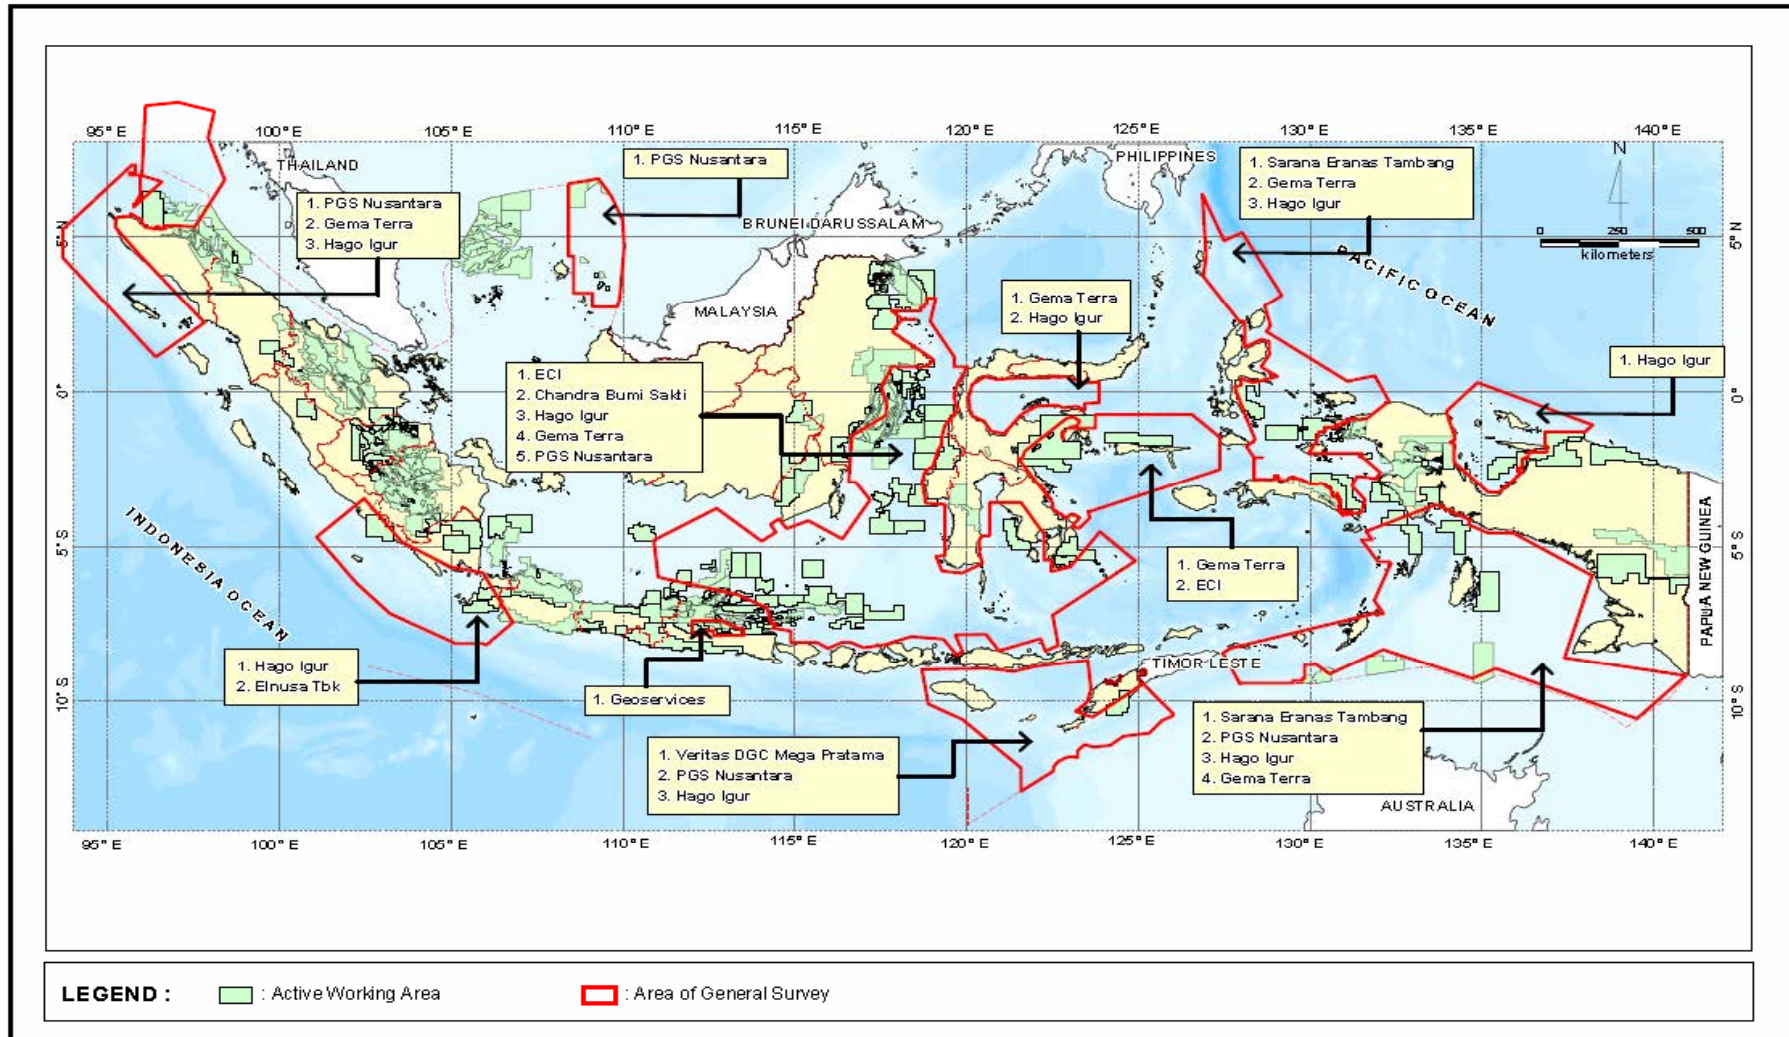 95° E 100° E 105° E 110° E 115° E 120° E 125° E 130° E 135° E 140° E
THAILAND
1. PGS Nusantara
PHILIPPINES
1. Sarana Eranas Tambang
2. Gema Terra
3. Hago Igur
N
1. PGS Nusantara
2. Gema Terra
3. Hago Igur
BRUNEI DARUSSALAM
5° N
5° N
0 250 500
kilometers
PACIFIC OCEAN
MALAYSIA
1. Gema Terra
2. Hago Igur
1. ECI
2. Chandra Bumi Sakti
3. Hago Igur
4. Gema Terra
5. PGS Nusantara
1. Hago Igur
0°
0°
INDONESIA OCEAN
5° S
5° S
1. Gema Terra
2. ECI
PAPUA NEW GUINEA
1. Hago Igur
2. Elnusa Tbk
1. Geoservices
TIMOR LESTE
10° S
10° S
1. Veritas DGC Mega Pratama
2. PGS Nusantara
3. Hago Igur
1. Sarana Eranas Tambang
2. PGS Nusantara
3. Hago Igur
4. Gema Terra
AUSTRALIA
95° E 100° E 105° E 110° E 115° E 120° E 125° E 130° E 135° E 140° E
LEGEND : : Active Working Area : Area of General Survey